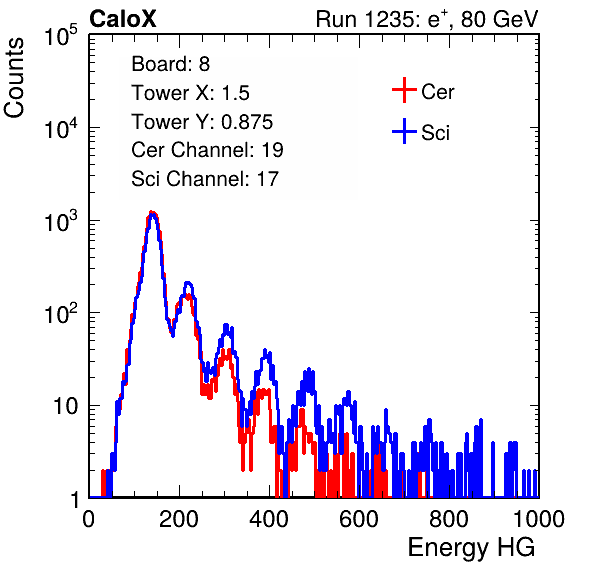 CaloX Run 1235: e⁺, 80 GeV
Counts
10⁵
10⁴
10³
10²
10
1
Board: 8
Tower X: 1.5
Tower Y: 0.875
Cer Channel: 19
Sci Channel: 17
Cer
Sci
0 200 400 600 800 1000
Energy HG